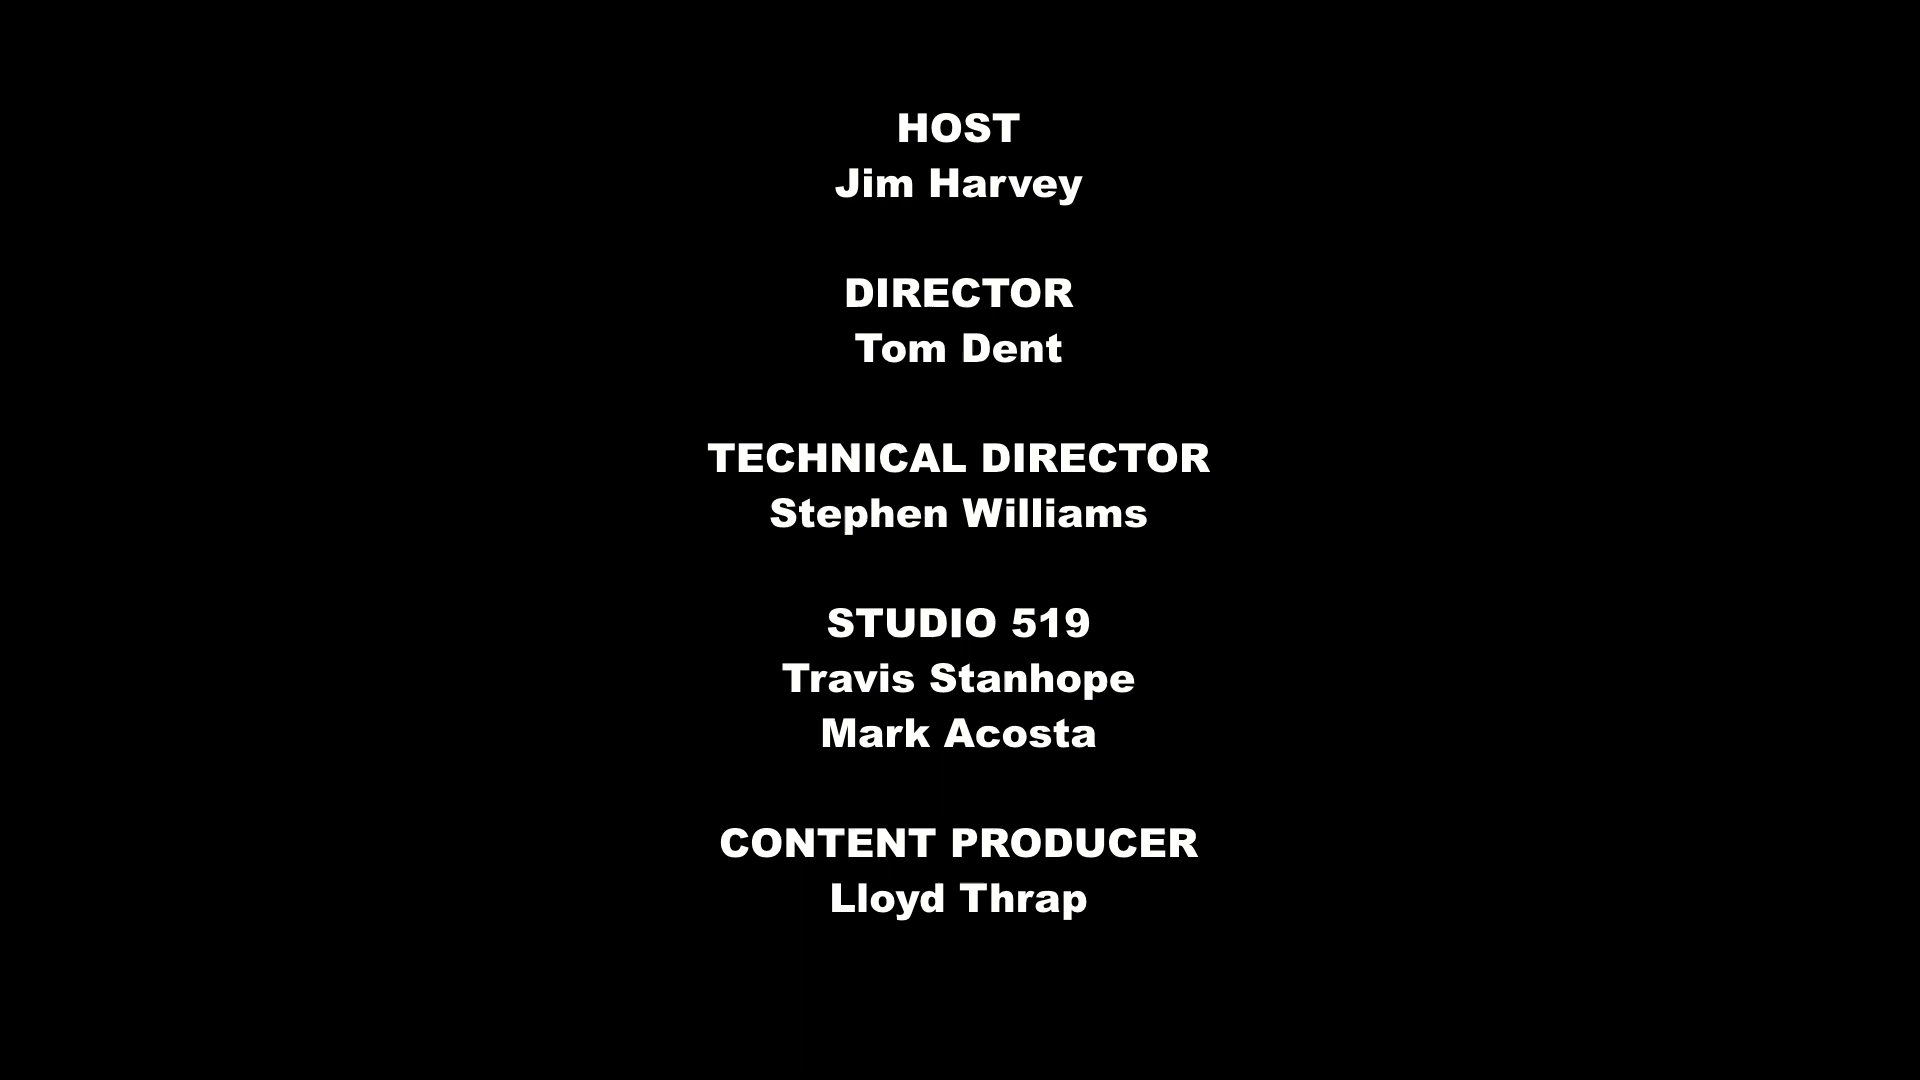 HOST
Jim Harvey
DIRECTOR
Tom Dent
TECHNICAL DIRECTOR
Stephen Williams
STUDIO 519
Travis Stanhope
Mark Acosta
CONTENT PRODUCER
Lloyd Thrap